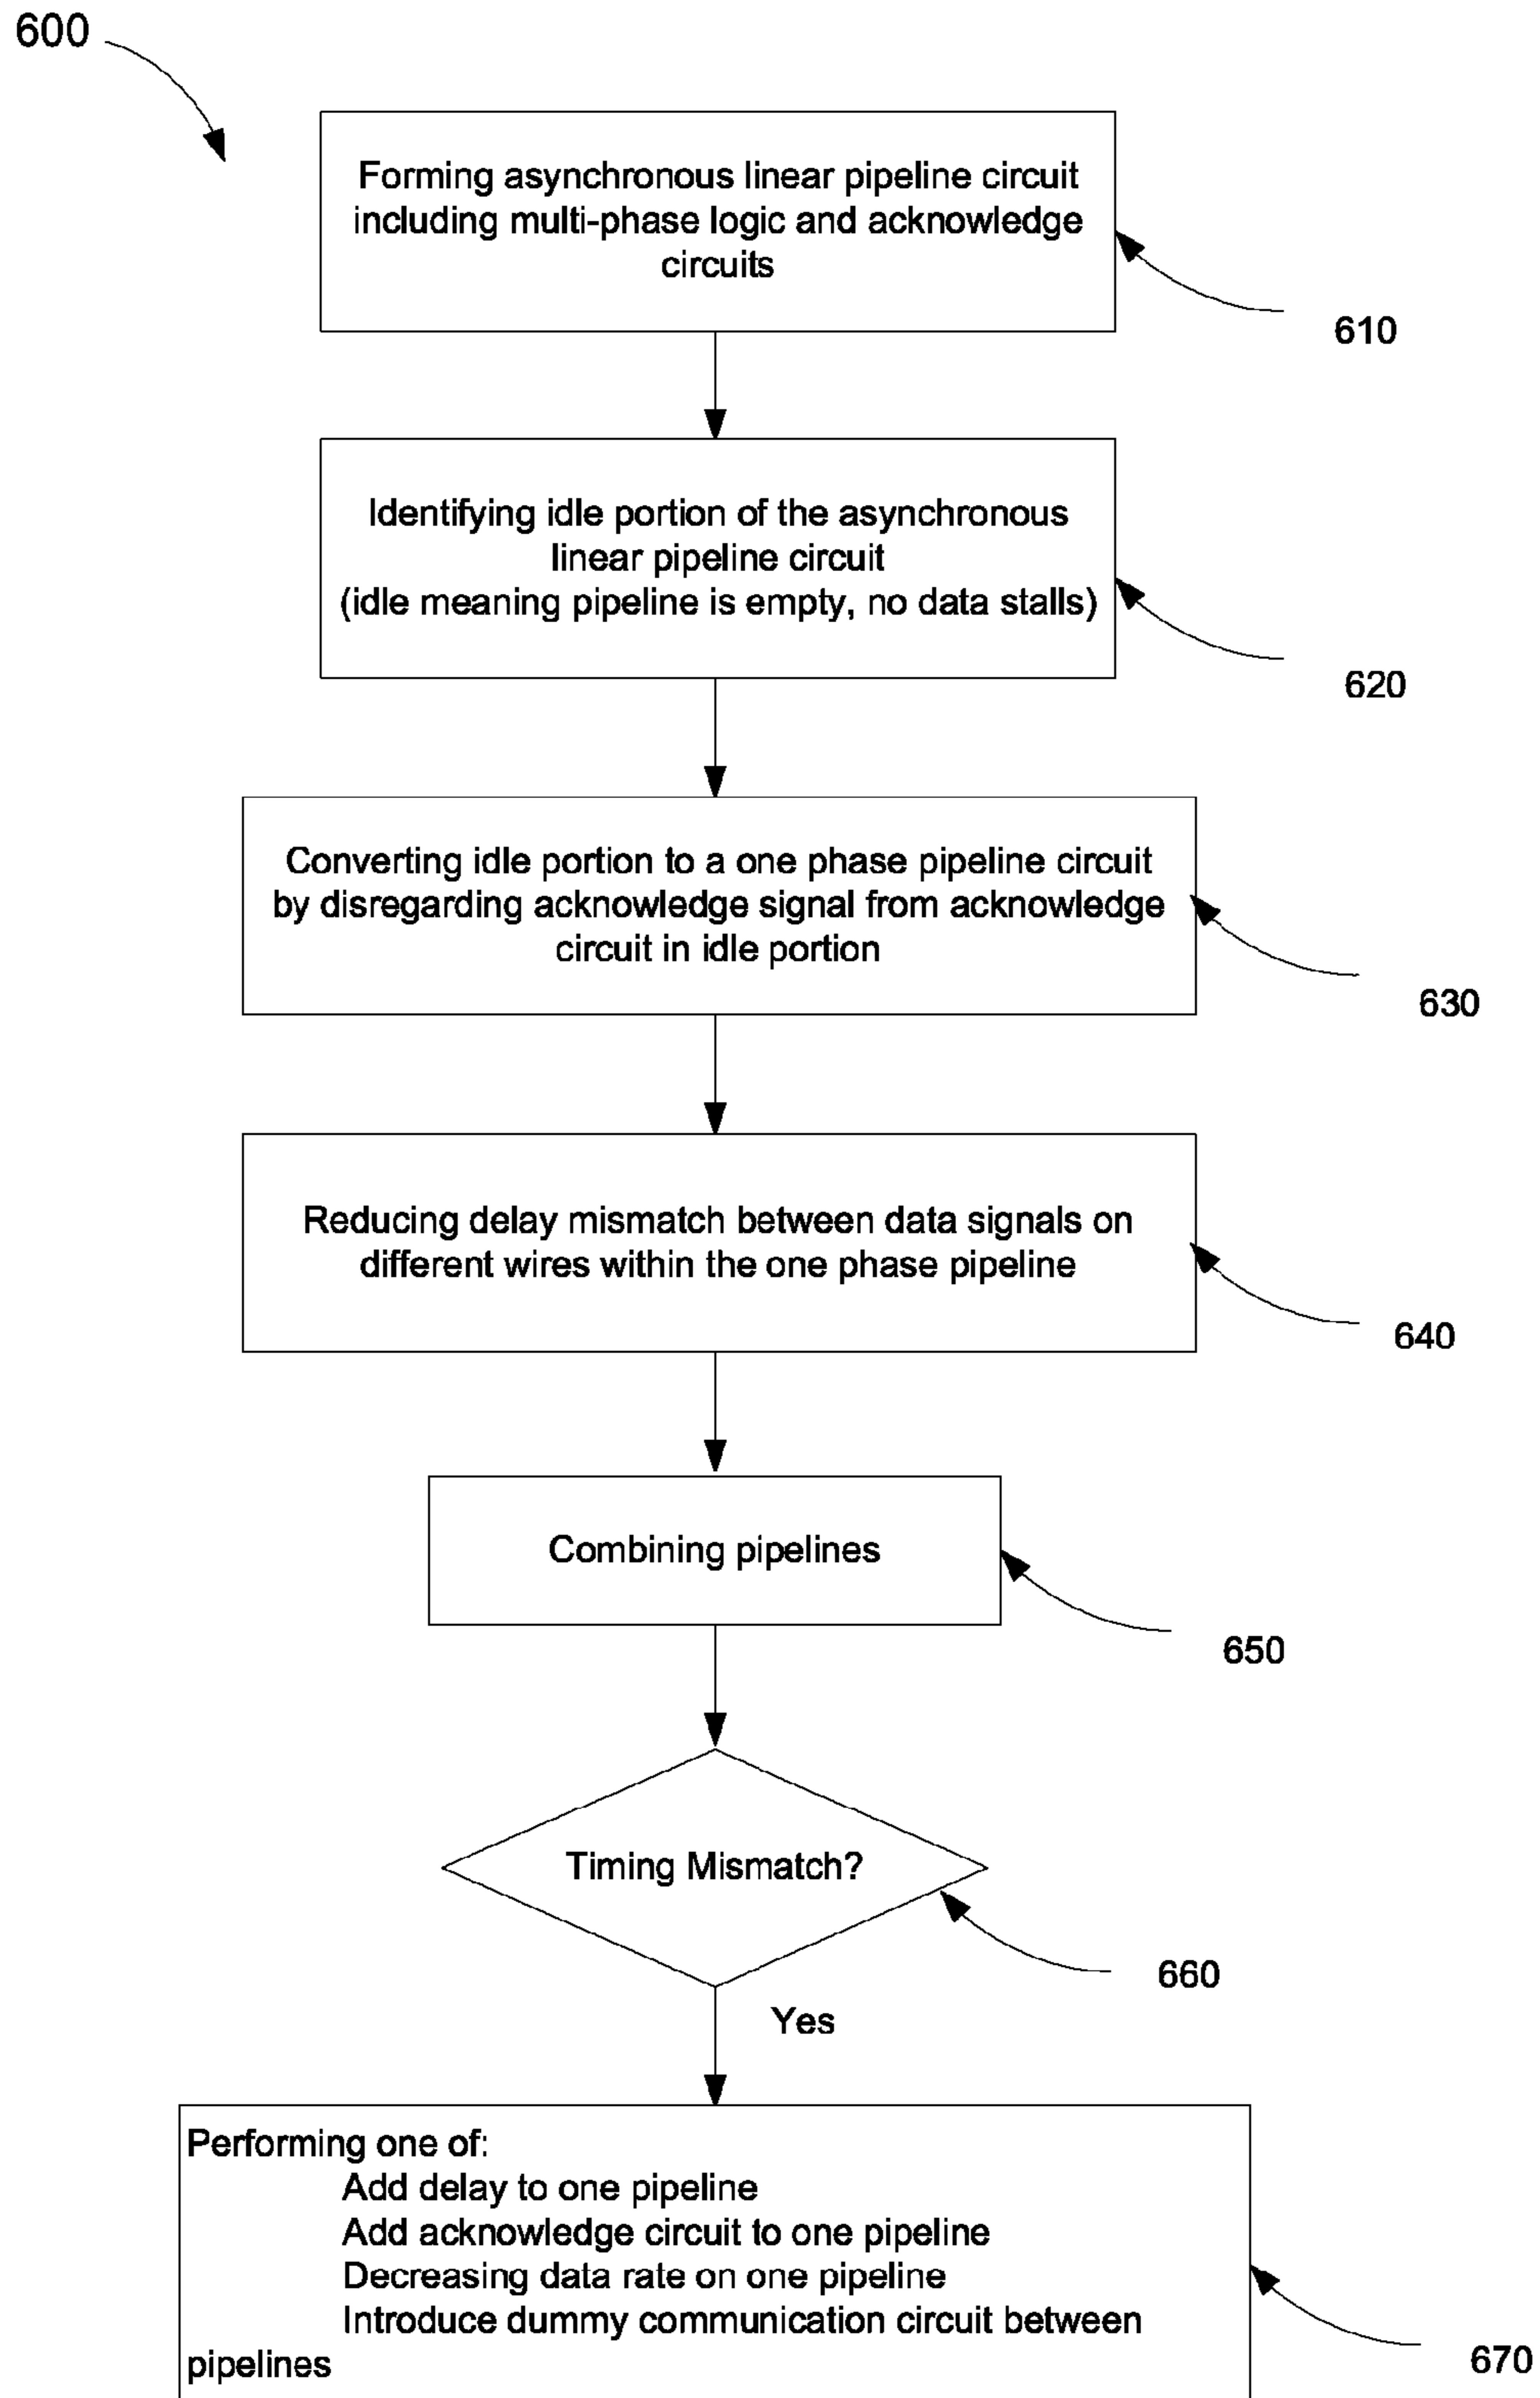 600
Forming asynchronous linear pipeline circuit
including multi-phase logic and acknowledge
circuits
610
Identifying idle portion of the asynchronous
linear pipeline circuit
(idle meaning pipeline is empty, no data stalls)
620
Converting idle portion to a one phase pipeline circuit
by disregarding acknowledge signal from acknowledge
circuit in idle portion
630
Reducing delay mismatch between data signals on
different wires within the one phase pipeline
640
Combining pipelines
650
Timing Mismatch?
660
Yes
Performing one of:
Add delay to one pipeline
Add acknowledge circuit to one pipeline
Decreasing data rate on one pipeline
Introduce dummy communication circuit between
pipelines
670